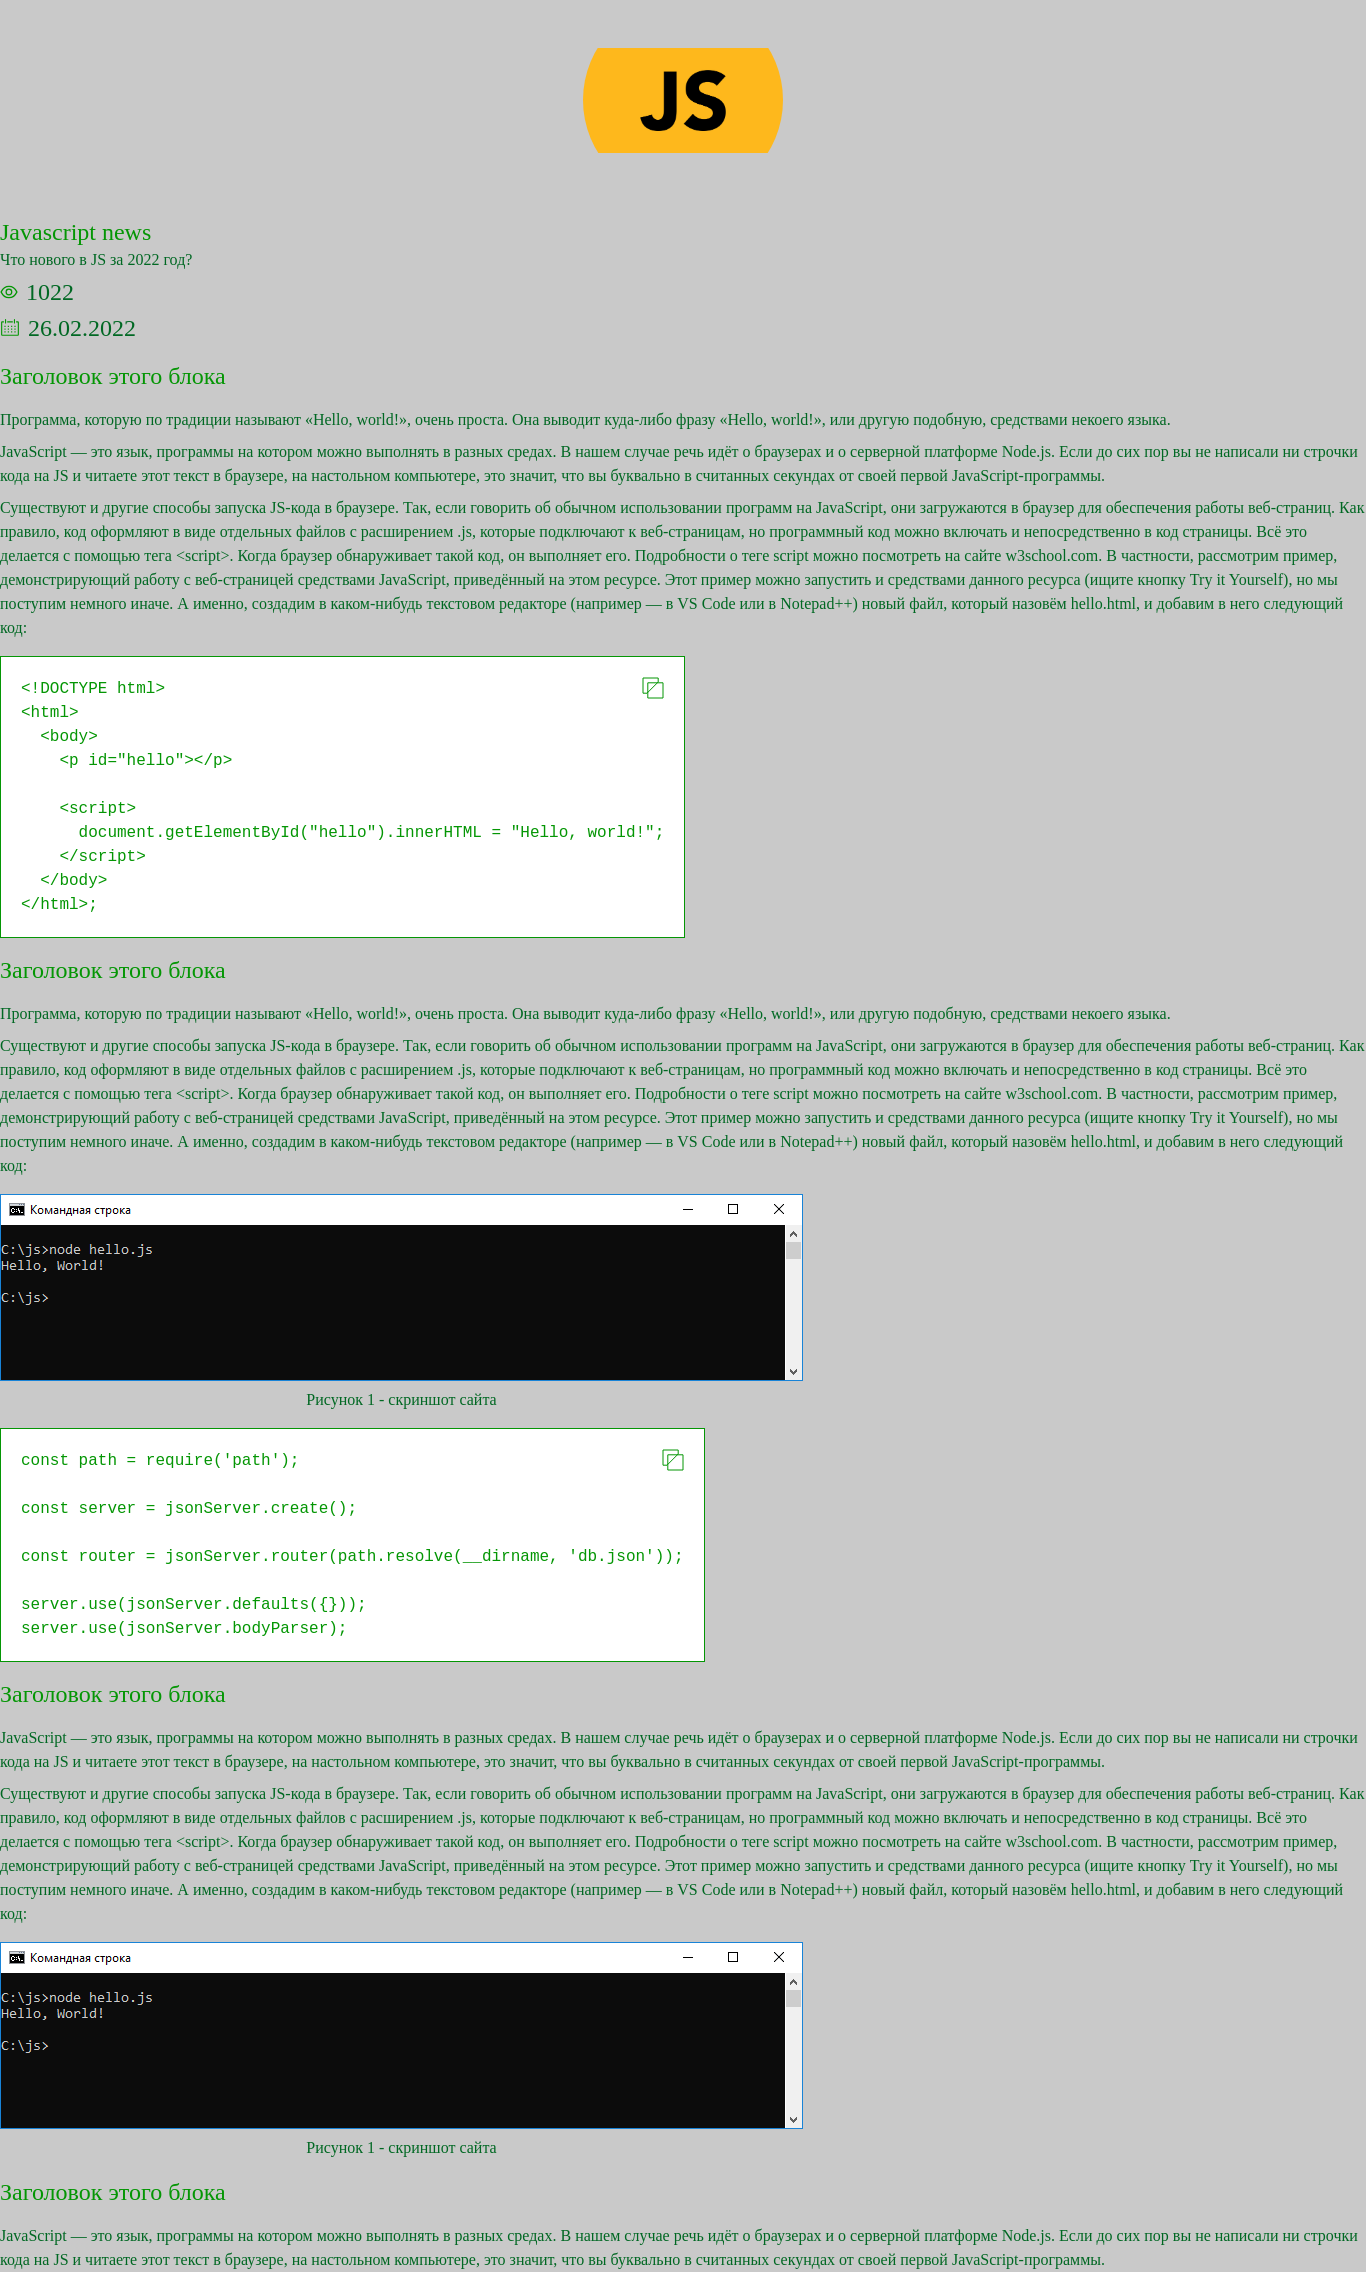 JS
Javascript news
Что нового в JS за 2022 год?
1022
26.02.2022
Заголовок этого блока
Программа, которую по традиции называют «Hello, world!», очень проста. Она выводит куда-либо фразу «Hello, world!», или другую подобную, средствами некоего языка.
JavaScript — это язык, программы на котором можно выполнять в разных средах. В нашем случае речь идёт о браузерах и о серверной платформе Node.js. Если до сих пор вы не написали ни строчки
кода на JS и читаете этот текст в браузере, на настольном компьютере, это значит, что вы буквально в считанных секундах от своей первой JavaScript-программы.
Существуют и другие способы запуска JS-кода в браузере. Так, если говорить об обычном использовании программ на JavaScript, они загружаются в браузер для обеспечения работы веб-страниц. Как
правило, код оформляют в виде отдельных файлов с расширением .js, которые подключают к веб-страницам, но программный код можно включать и непосредственно в код страницы. Всё это
делается с помощью тега <script>. Когда браузер обнаруживает такой код, он выполняет его. Подробности о теге script можно посмотреть на сайте w3school.com. В частности, рассмотрим пример,
демонстрирующий работу с веб-страницей средствами JavaScript, приведённый на этом ресурсе. Этот пример можно запустить и средствами данного ресурса (ищите кнопку Try it Yourself), но мы
поступим немного иначе. А именно, создадим в каком-нибудь текстовом редакторе (например — в VS Code или в Notepad++) новый файл, который назовём hello.html, и добавим в него следующий
код:
<!DOCTYPE html>
<html>
  <body>
    <p id="hello"></p>
    <script>
      document.getElementById("hello").innerHTML = "Hello, world!";
    </script>
  </body>
</html>;
Заголовок этого блока
Программа, которую по традиции называют «Hello, world!», очень проста. Она выводит куда-либо фразу «Hello, world!», или другую подобную, средствами некоего языка.
Существуют и другие способы запуска JS-кода в браузере. Так, если говорить об обычном использовании программ на JavaScript, они загружаются в браузер для обеспечения работы веб-страниц. Как
правило, код оформляют в виде отдельных файлов с расширением .js, которые подключают к веб-страницам, но программный код можно включать и непосредственно в код страницы. Всё это
делается с помощью тега <script>. Когда браузер обнаруживает такой код, он выполняет его. Подробности о теге script можно посмотреть на сайте w3school.com. В частности, рассмотрим пример,
демонстрирующий работу с веб-страницей средствами JavaScript, приведённый на этом ресурсе. Этот пример можно запустить и средствами данного ресурса (ищите кнопку Try it Yourself), но мы
поступим немного иначе. А именно, создадим в каком-нибудь текстовом редакторе (например — в VS Code или в Notepad++) новый файл, который назовём hello.html, и добавим в него следующий
код:
Командная строка
C:\js>node hello.js
Hello, World!
C:\js>
Рисунок 1 - скриншот сайта
const path = require('path');
const server = jsonServer.create();
const router = jsonServer.router(path.resolve(__dirname, 'db.json'));
server.use(jsonServer.defaults({}));
server.use(jsonServer.bodyParser);
Заголовок этого блока
JavaScript — это язык, программы на котором можно выполнять в разных средах. В нашем случае речь идёт о браузерах и о серверной платформе Node.js. Если до сих пор вы не написали ни строчки
кода на JS и читаете этот текст в браузере, на настольном компьютере, это значит, что вы буквально в считанных секундах от своей первой JavaScript-программы.
Существуют и другие способы запуска JS-кода в браузере. Так, если говорить об обычном использовании программ на JavaScript, они загружаются в браузер для обеспечения работы веб-страниц. Как
правило, код оформляют в виде отдельных файлов с расширением .js, которые подключают к веб-страницам, но программный код можно включать и непосредственно в код страницы. Всё это
делается с помощью тега <script>. Когда браузер обнаруживает такой код, он выполняет его. Подробности о теге script можно посмотреть на сайте w3school.com. В частности, рассмотрим пример,
демонстрирующий работу с веб-страницей средствами JavaScript, приведённый на этом ресурсе. Этот пример можно запустить и средствами данного ресурса (ищите кнопку Try it Yourself), но мы
поступим немного иначе. А именно, создадим в каком-нибудь текстовом редакторе (например — в VS Code или в Notepad++) новый файл, который назовём hello.html, и добавим в него следующий
код:
Командная строка
C:\js>node hello.js
Hello, World!
C:\js>
Рисунок 1 - скриншот сайта
Заголовок этого блока
JavaScript — это язык, программы на котором можно выполнять в разных средах. В нашем случае речь идёт о браузерах и о серверной платформе Node.js. Если до сих пор вы не написали ни строчки
кода на JS и читаете этот текст в браузере, на настольном компьютере, это значит, что вы буквально в считанных секундах от своей первой JavaScript-программы.